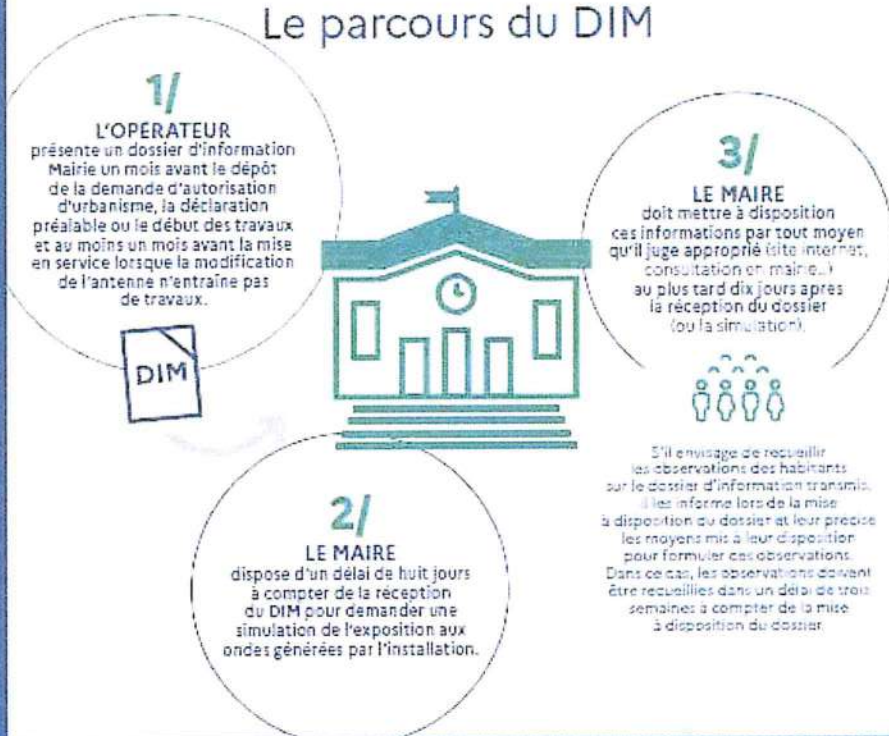 Le parcours du DIM
1/
L'OPÉRATEUR
présente un dossier d'information
Mairie un mois avant le dépôt
de la demande d'autorisation
d'urbanisme, la déclaration
préalable ou le début des travaux
et au moins un mois avant la mise
en service lorsque la modification
de l'antenne n'entraîne pas
de travaux.
DIM
2/
LE MAIRE
dispose d'un délai de huit jours
à compter de la réception
du DIM pour demander une
simulation de l'exposition aux
ondes générées par l'installation.
3/
LE MAIRE
doit mettre à disposition
ces informations par tout moyen
qu'il juge approprié (site internet,
consultation en mairie...)
au plus tard dix jours après
la réception du dossier
(ou la simulation).
S'il envisage de recueillir
les observations des habitants
sur le dossier d'information transmis,
il les informe lors de la mise
à disposition du dossier et leur précise
les moyens mis à leur disposition
pour formuler ces observations.
Dans ce cas, les observations doivent
être recueillies dans un délai de trois
semaines à compter de la mise
à disposition du dossier.